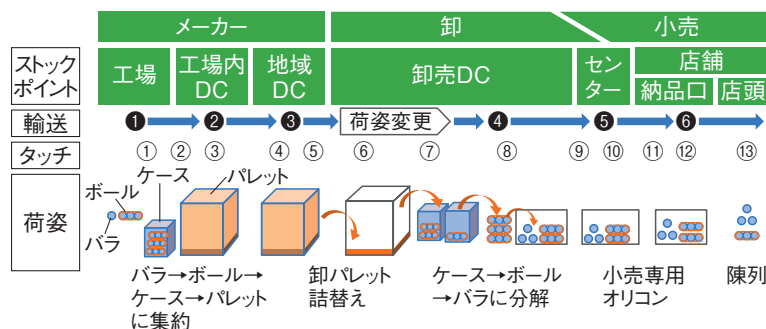 メーカー
卸
小売
ストック
ポイント
工場
工場内
DC
地域
DC
卸売DC
セン
ター
店舗
納品口
店頭
輸送
❶
❷
❸
荷姿変更
❹
❺
❻
タッチ
① ② ③ ④ ⑤ ⑥ ⑦ ⑧ ⑨ ⑩ ⑪ ⑫ ⑬
荷姿
ケース
ボール
パレット
バラ
バラ→ボール→
ケース→パレット
に集約
卸パレット
詰替え
ケース→ボール
→バラに分解
小売専用
オリコン
陳列